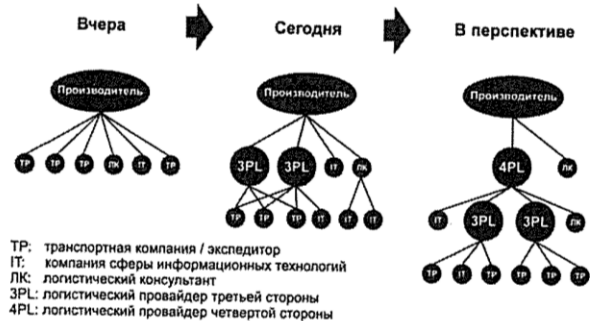 Вчера Сегодня В перспективе
Производитель Производитель Производитель
3PL 3PL IT ЛК 4PL ЛК
ТР ТР ТР ЛК IT ТР
ТР ТР ТР IT IT IT IT 3PL 3PL ЛК
ТР IT ТР ТР ТР ТР
ТР: транспортная компания / экспедитор
IT: компания сферы информационных технологий
ЛК: логистический консультант
3PL: логистический провайдер третьей стороны
4PL: логистический провайдер четвертой стороны